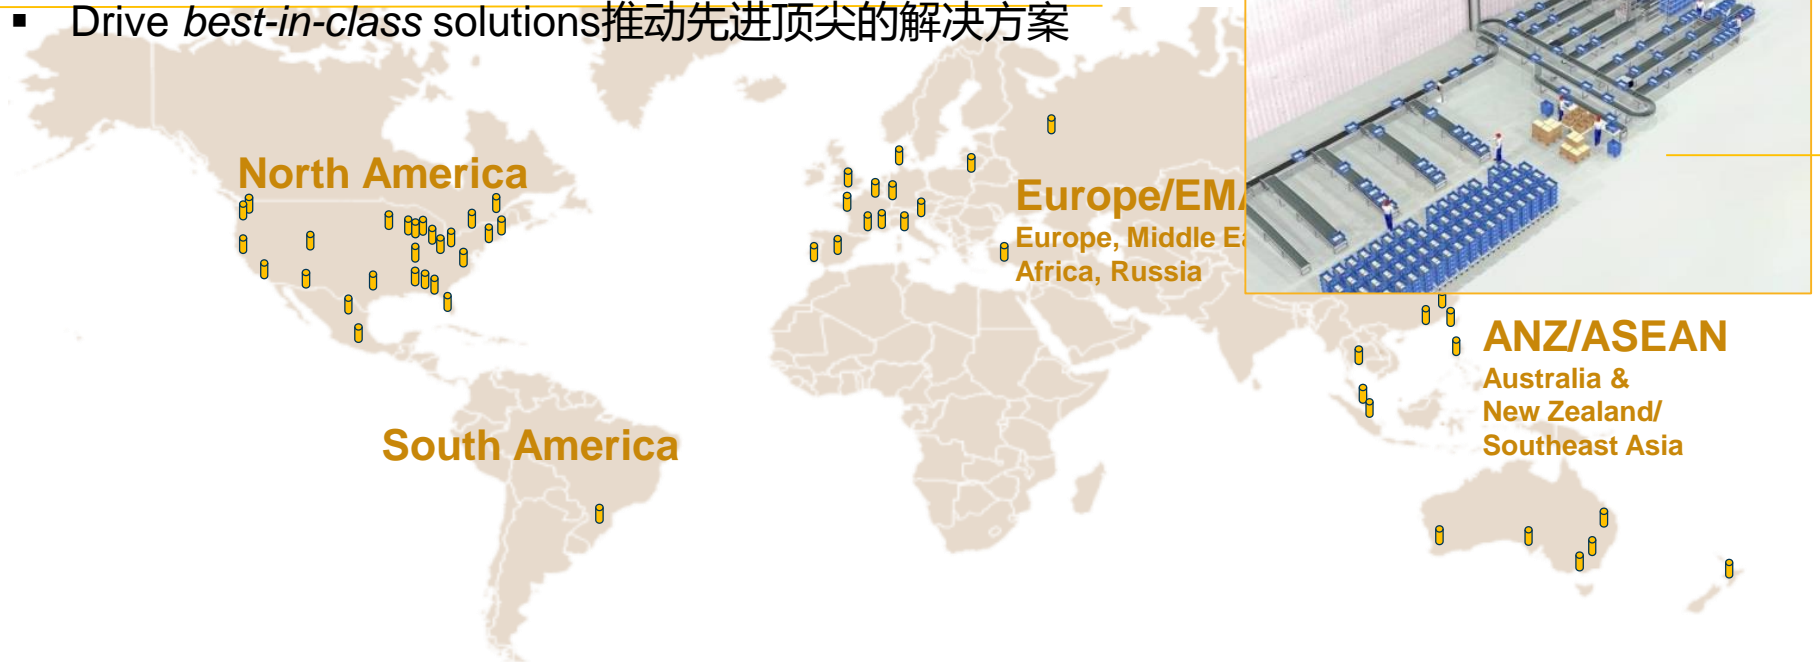 ▪ Drive best-in-class solutions推动先进顶尖的解决方案
North America
Europe/EM
Europe, Middle
Africa, Russia
ANZ/ASEAN
Australia &
New Zealand/
Southeast Asia
South America